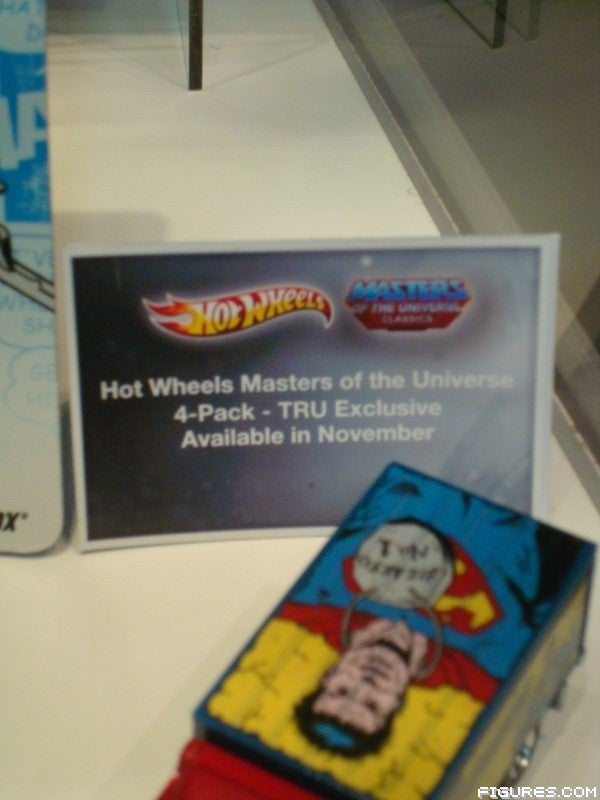 HOT WHEELS
MASTERS
OF THE UNIVERSE
CLASSICS
Hot Wheels Masters of the Universe
4-Pack - TRU Exclusive
Available in November
FIGURES.COM